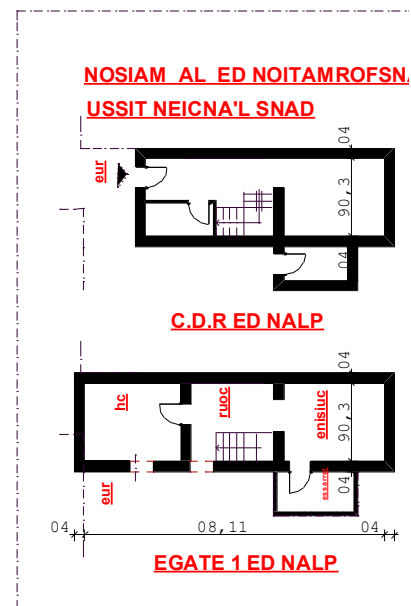 NOSIAM AL ED NOITAMROFSNA
USSIT NEICNA'L SNAD
eur
04
90,3
04
C.D.R ED NALP
04
hc
ruoc
enisiuc
90,3
04
essarret
eur
04
08,11
04
EGATE 1 ED NALP